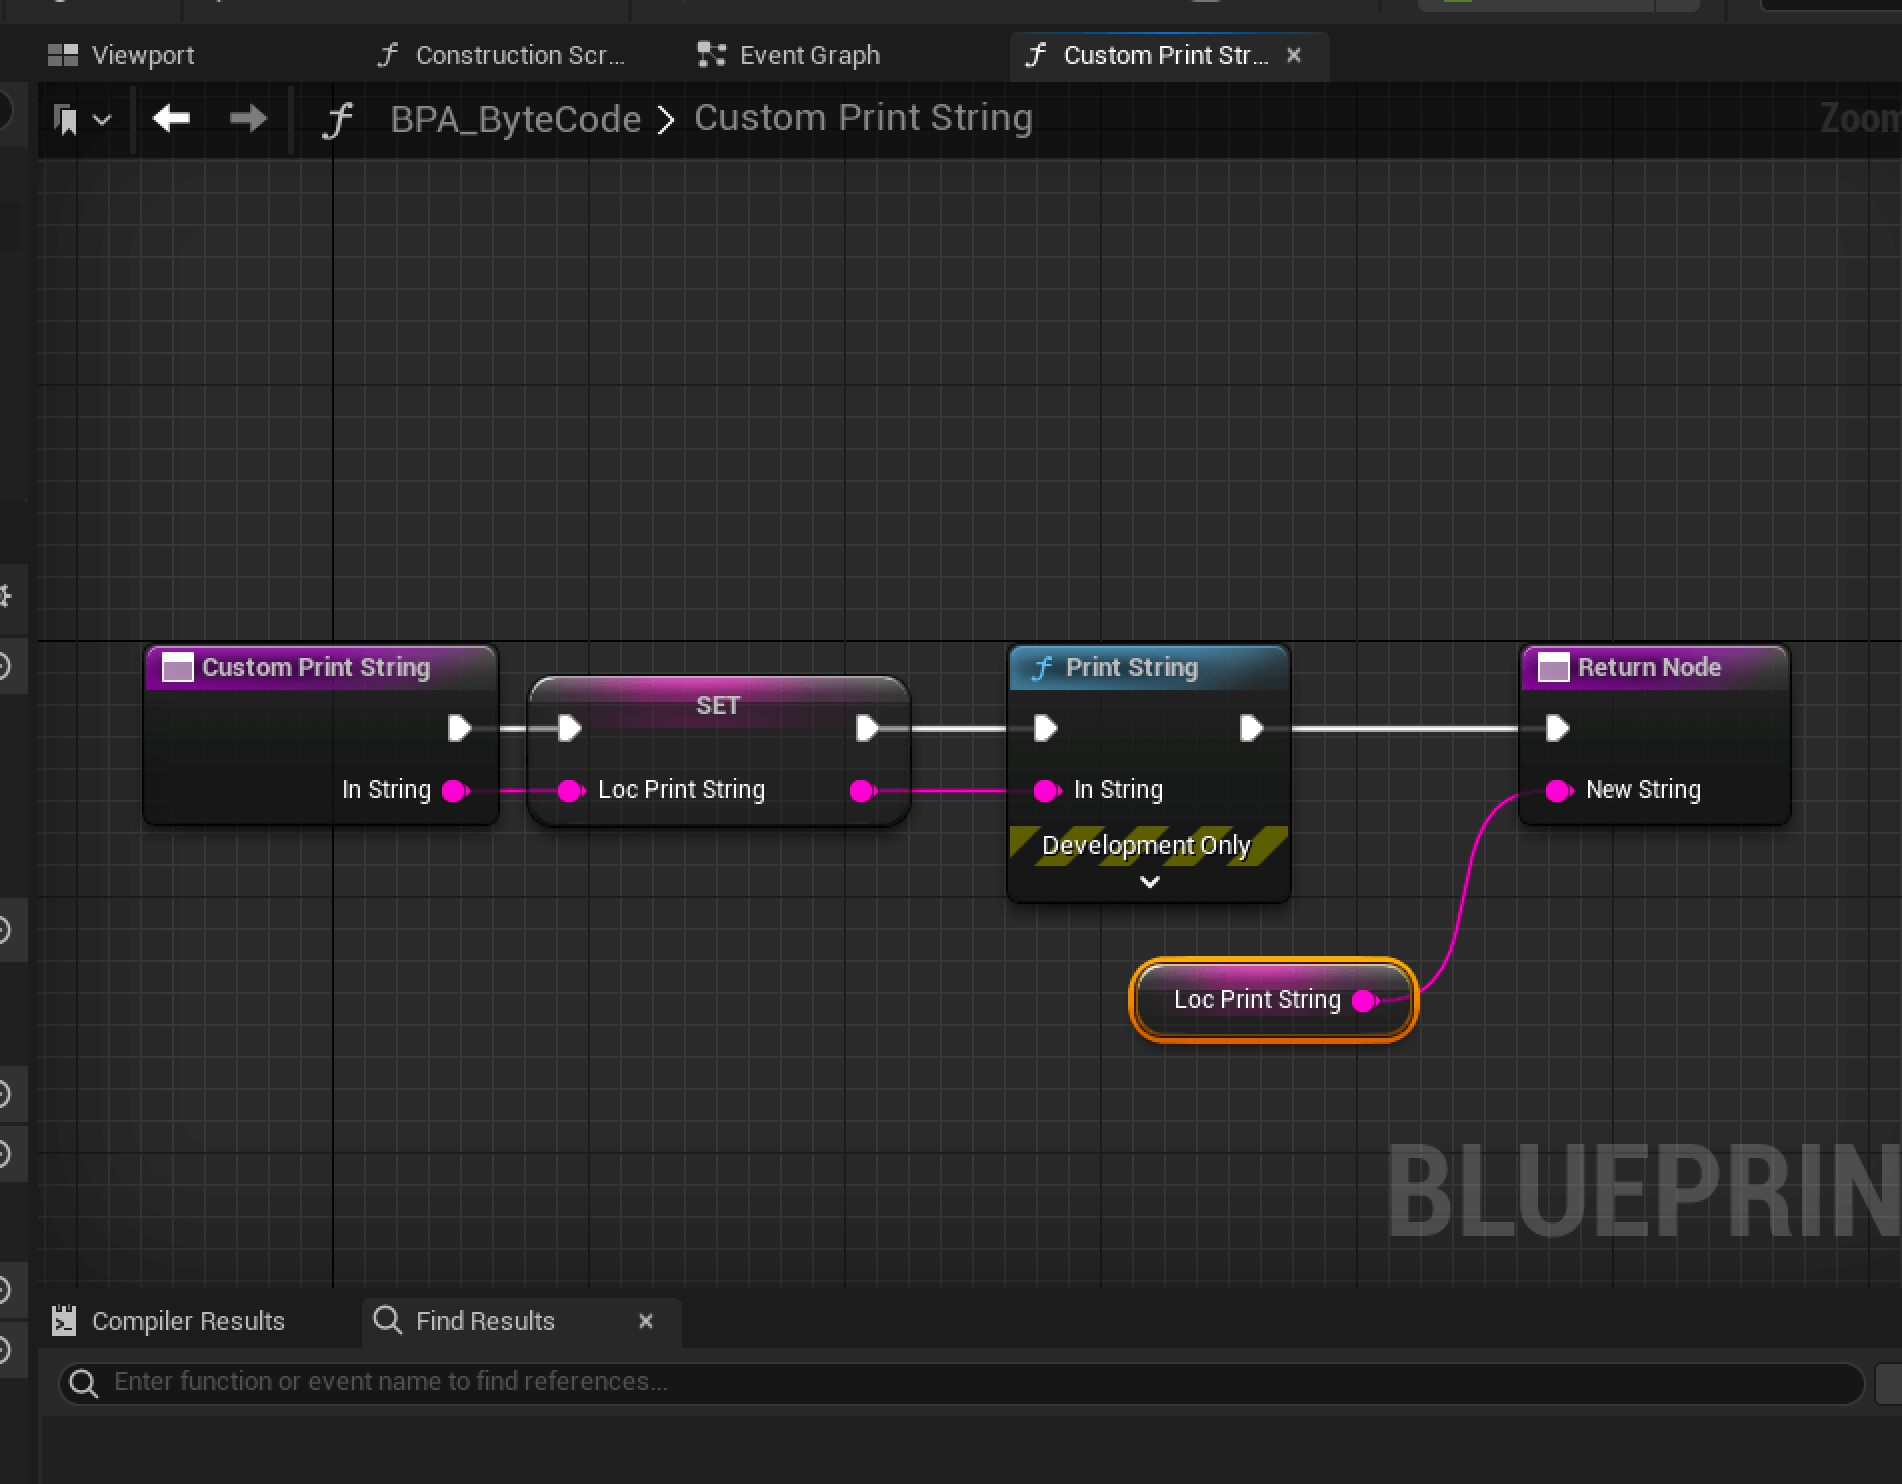 Viewport
Construction Scr...
Event Graph
Custom Print Str...
BPA_ByteCode > Custom Print String
Zoom
Custom Print String
In String
SET
Loc Print String
Print String
In String
Development Only
Return Node
New String
Loc Print String
BLUEPRIN
Compiler Results
Find Results
Enter function or event name to find references...